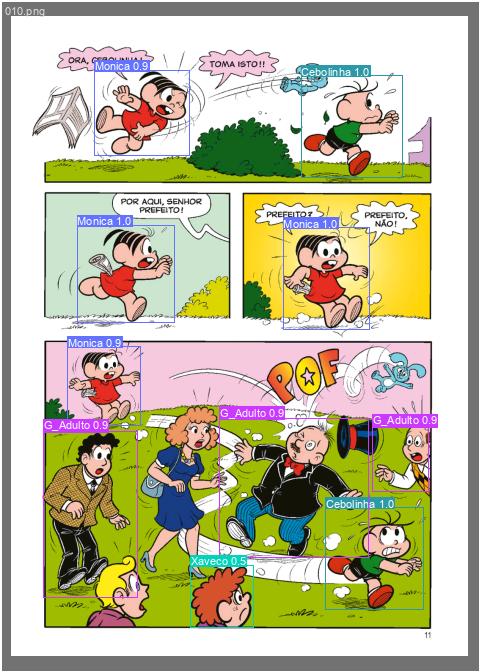 010.png
ORA, CEBOLINHA!
Monica 0.9
TOMA ISTO!!
Cebolinha 1.0
POR AQUI, SENHOR
PREFEITO!
Monica 1.0
PREFEITO?
PREFEITO,
NÃO!
Monica 1.0
Monica 0.9
POF
G_Adulto 0.9
G_Adulto 0.9
G_Adulto 0.9
Cebolinha 1.0
Xaveco 0.5
11